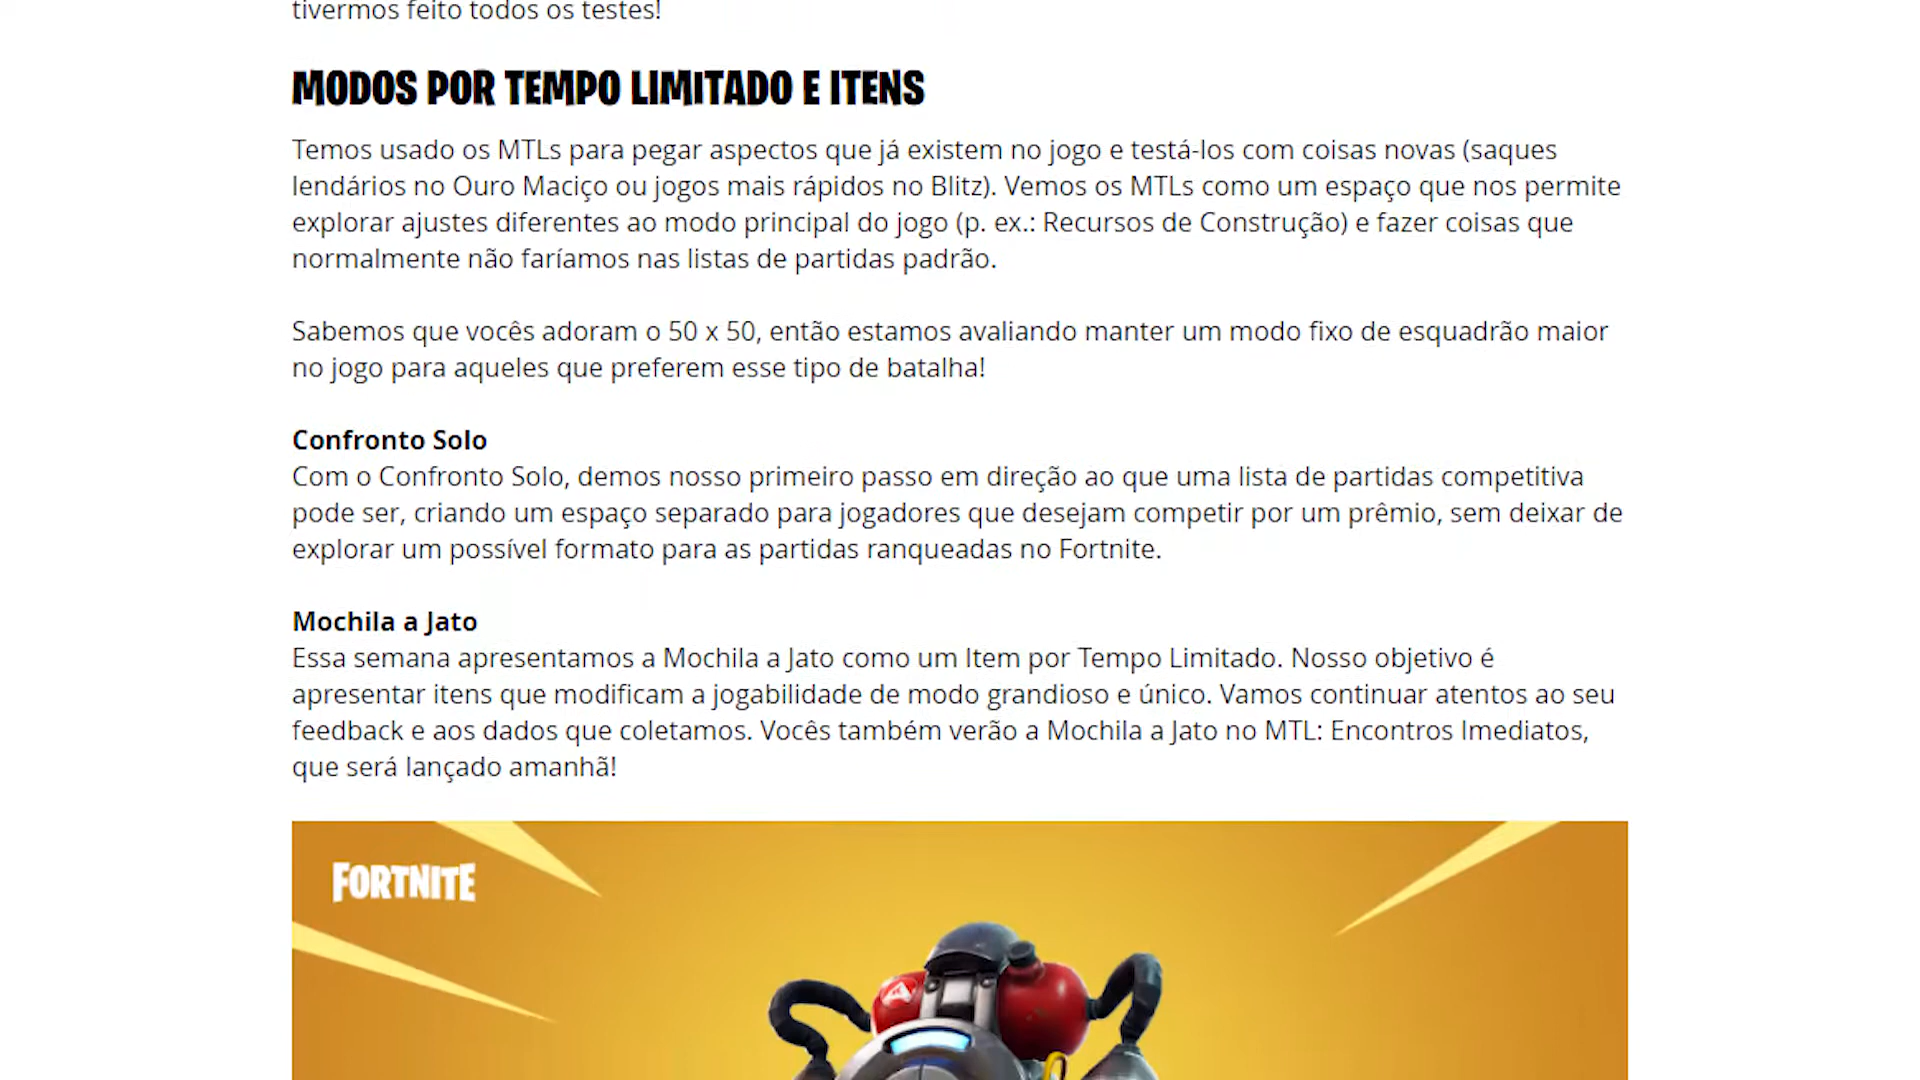 tivermos feito todos os testes!
MODOS POR TEMPO LIMITADO E ITENS
Temos usado os MTLs para pegar aspectos que já existem no jogo e testá-los com coisas novas (saques
lendários no Ouro Maciço ou jogos mais rápidos no Blitz). Vemos os MTLs como um espaço que nos permite
explorar ajustes diferentes ao modo principal do jogo (p. ex.: Recursos de Construção) e fazer coisas que
normalmente não faríamos nas listas de partidas padrão.
Sabemos que vocês adoram o 50 x 50, então estamos avaliando manter um modo fixo de esquadrão maior
no jogo para aqueles que preferem esse tipo de batalha!
Confronto Solo
Com o Confronto Solo, demos nosso primeiro passo em direção ao que uma lista de partidas competitiva
pode ser, criando um espaço separado para jogadores que desejam competir por um prêmio, sem deixar de
explorar um possível formato para as partidas ranqueadas no Fortnite.
Mochila a Jato
Essa semana apresentamos a Mochila a Jato como um Item por Tempo Limitado. Nosso objetivo é
apresentar itens que modificam a jogabilidade de modo grandioso e único. Vamos continuar atentos ao seu
feedback e aos dados que coletamos. Vocês também verão a Mochila a Jato no MTL: Encontros Imediatos,
que será lançado amanhã!
FORTNITE